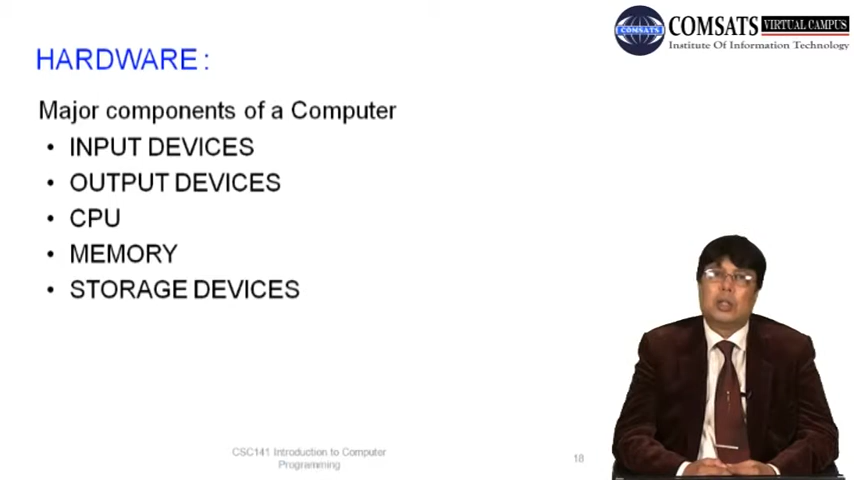 COMSATS VIRTUAL CAMPUS
Institute Of Information Technology
COMSATS
HARDWARE :
Major components of a Computer
• INPUT DEVICES
• OUTPUT DEVICES
• CPU
• MEMORY
• STORAGE DEVICES
CSC141 Introduction to Computer
Programming
18